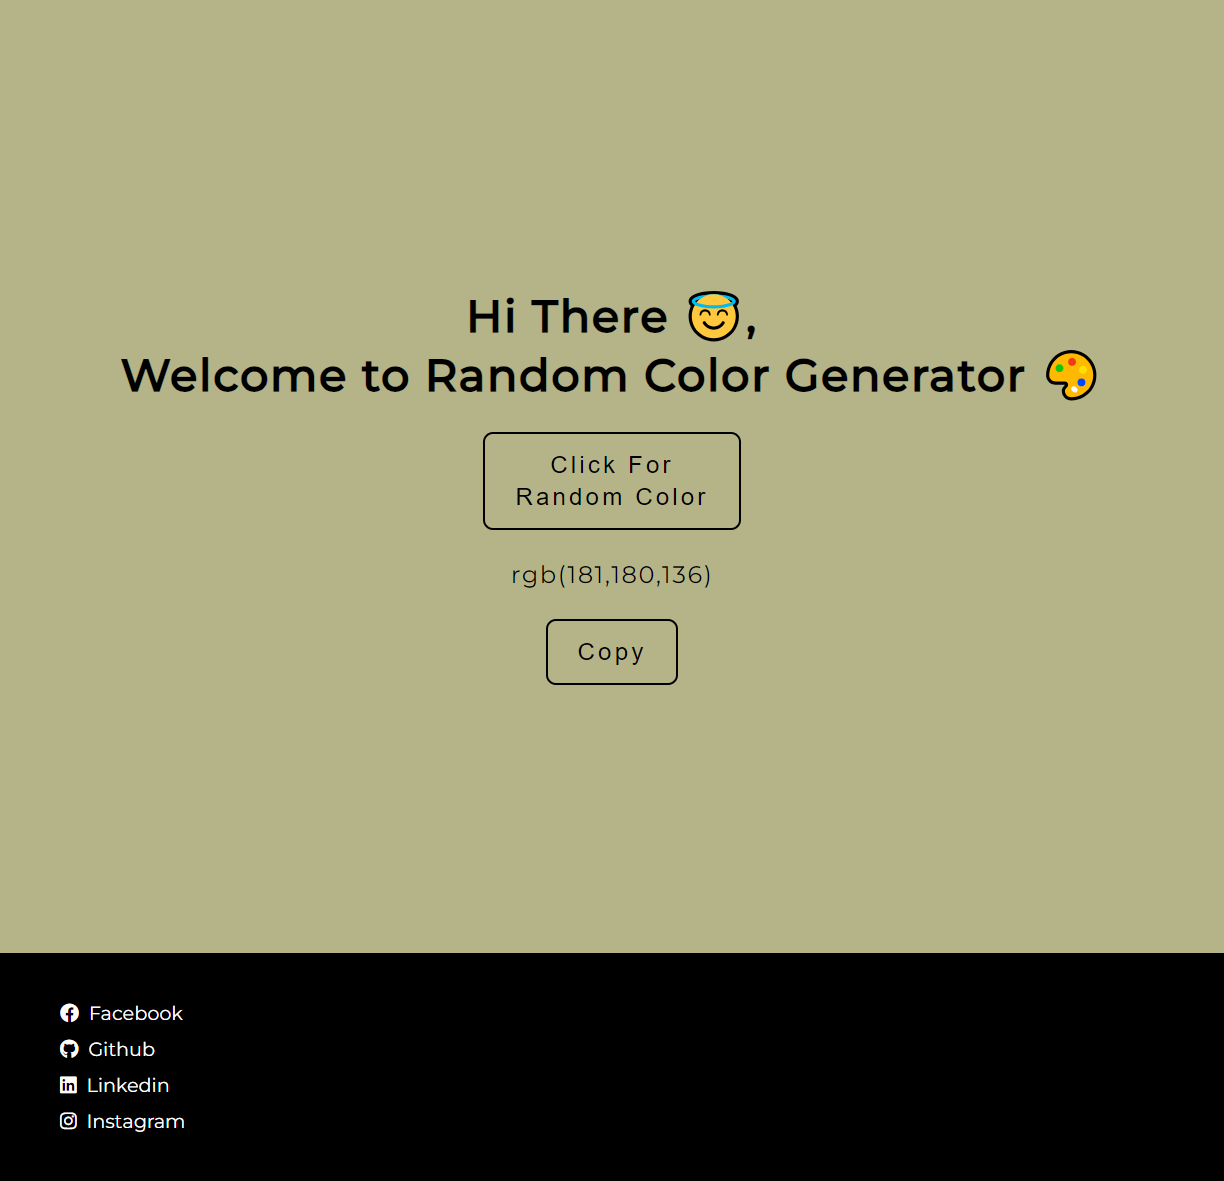 Hi There 😇,
Welcome to Random Color Generator 🎨
Click For
Random Color
rgb(181,180,136)
Copy
Facebook
Github
Linkedin
Instagram